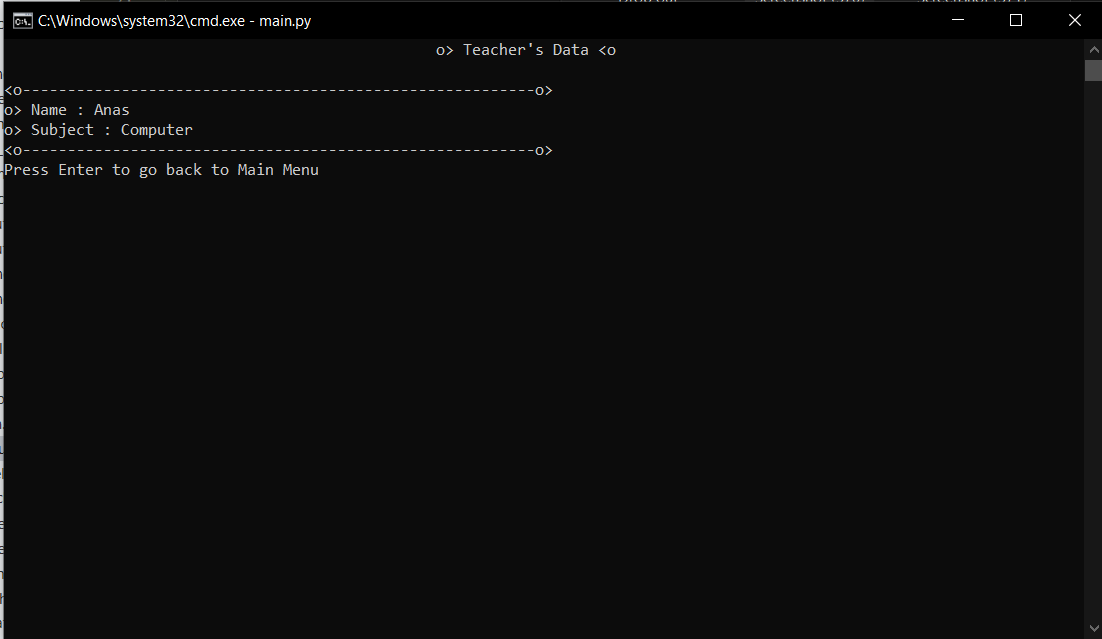 C:\Windows\system32\cmd.exe - main.py
o> Teacher's Data <o
<o---------------------------------------------------------o>
o> Name : Anas
o> Subject : Computer
<o---------------------------------------------------------o>
Press Enter to go back to Main Menu